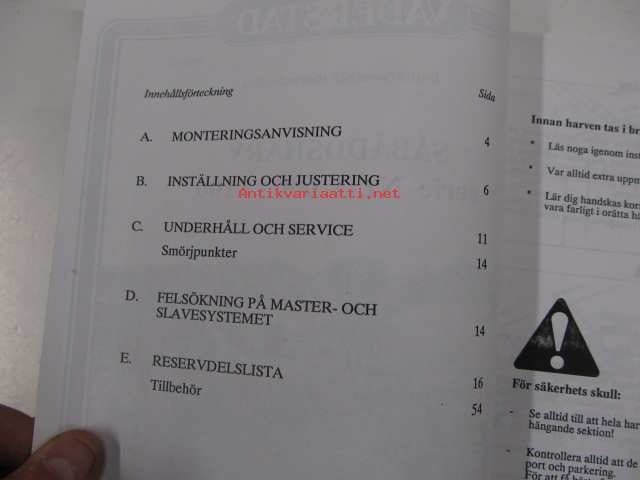 VÄDERSTAD
Innehållsförteckning Sida
A. MONTERINGSANVISNING 4
B. INSTÄLLNING OCH JUSTERING 6
Antikvariaatti.net
C. UNDERHÅLL OCH SERVICE 11
Smörjpunkter 14
D. FELSÖKNING PÅ MASTER- OCH
SLAVESYSTEMET 14
E. RESERVDELSLISTA 16
Tillbehör 54
Innan harven tas i br
Läs noga igenom inst
Var alltid extra uppm
Lär dig handskas kor
vara farligt i orätta hä
För säkerhets skull:
- Se alltid till att hela har
hängande sektion!
- Kontrollera alltid att de
port och parkering.